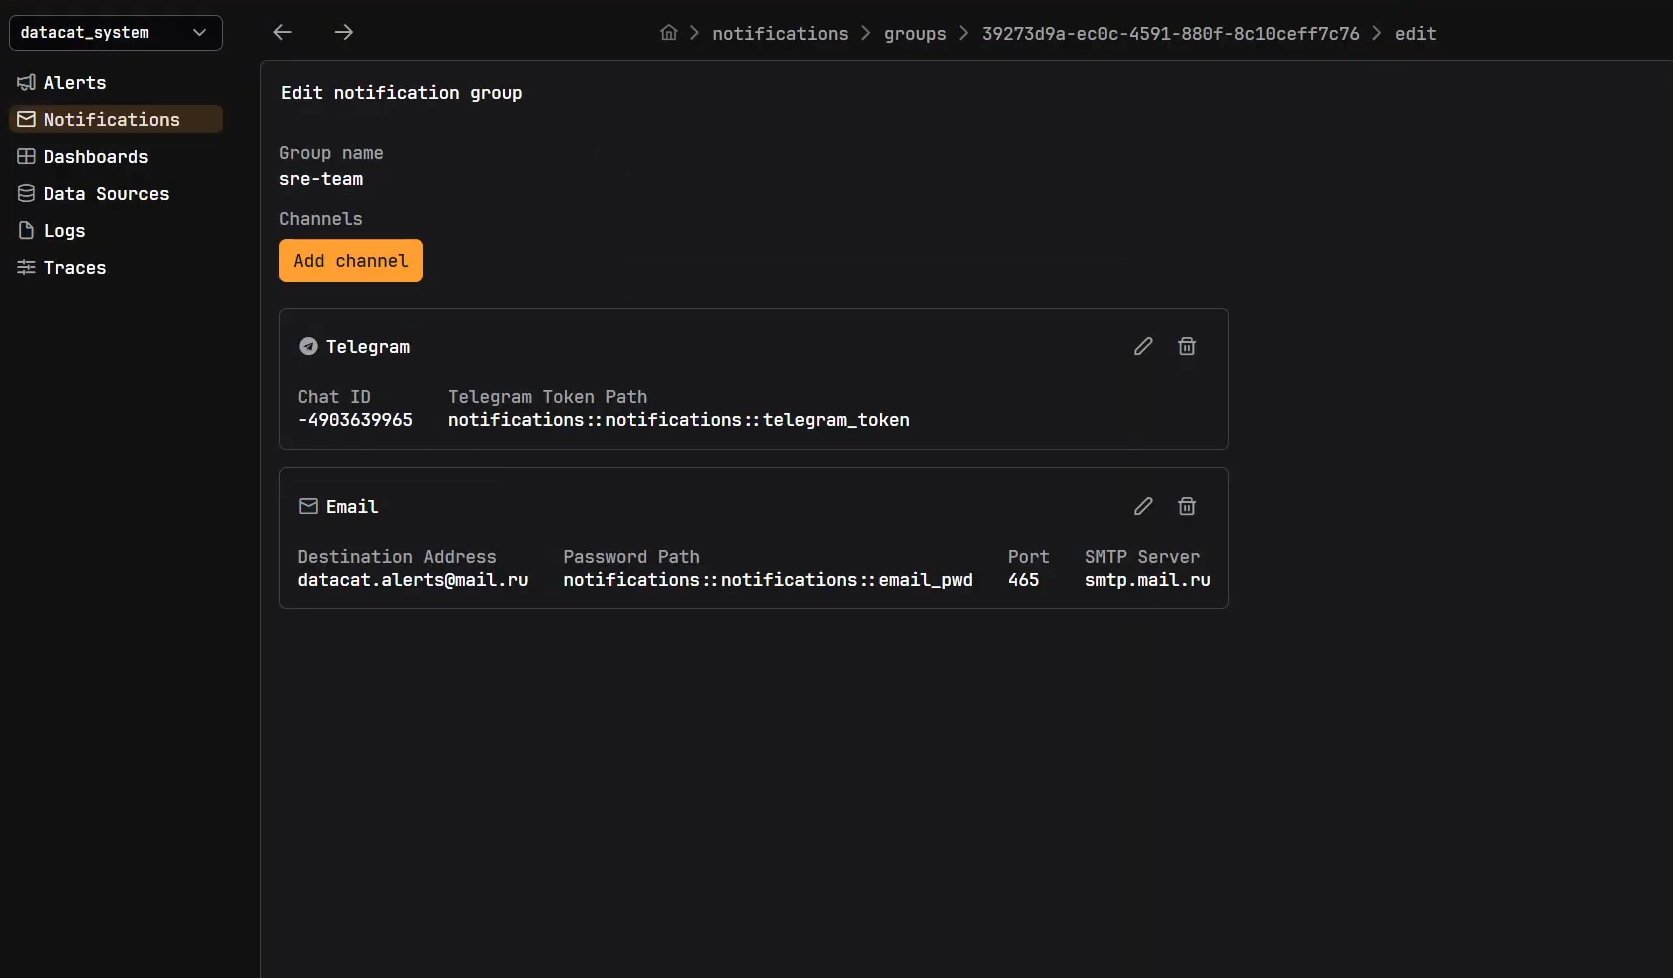 datacat_system
notifications > groups > 39273d9a-ec0c-4591-880f-8c10ceff7c76 > edit
Alerts
Notifications
Dashboards
Data Sources
Logs
Traces
Edit notification group
Group name
sre-team
Channels
Add channel
Telegram
Chat ID Telegram Token Path
-4903639965 notifications::notifications::telegram_token
Email
Destination Address Password Path Port SMTP Server
datacat.alerts@mail.ru notifications::notifications::email_pwd 465 smtp.mail.ru